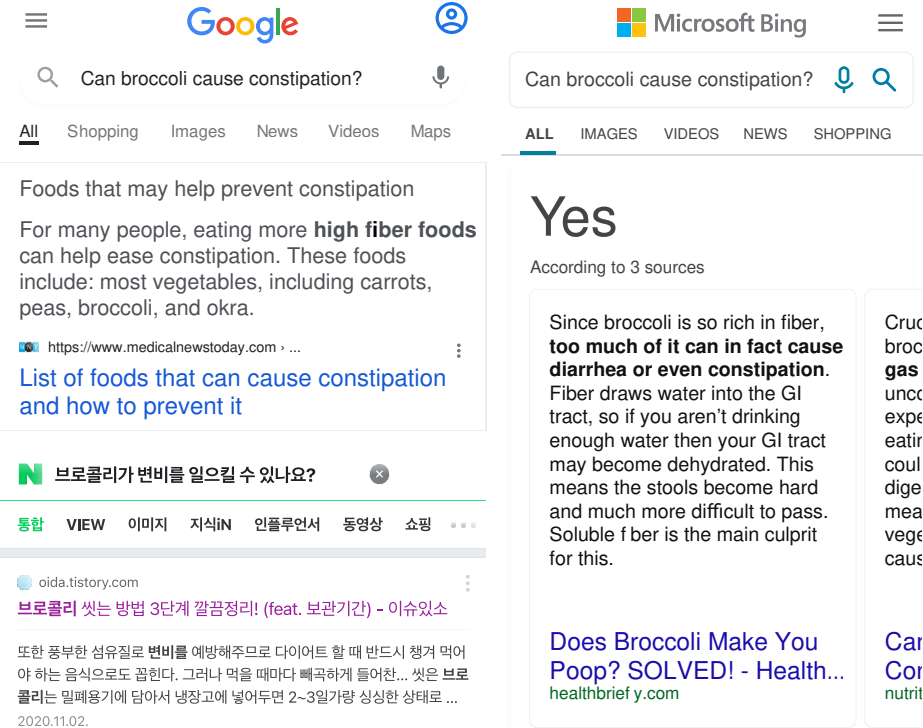 Google
Can broccoli cause constipation?
All Shopping Images News Videos Maps
Foods that may help prevent constipation
For many people, eating more high fiber foods
can help ease constipation. These foods
include: most vegetables, including carrots,
peas, broccoli, and okra.
https://www.medicalnewstoday.com › ...
List of foods that can cause constipation
and how to prevent it
N 브로콜리가 변비를 일으킬 수 있나요?
통합 VIEW 이미지 지식iN 인플루언서 동영상 쇼핑
oida.tistory.com
브로콜리 씻는 방법 3단계 깔끔정리! (feat. 보관기간) - 이슈있소
또한 풍부한 섬유질로 변비를 예방해주므로 다이어트 할 때 반드시 챙겨 먹어
야 하는 음식으로도 꼽힌다. 그러나 먹을 때마다 빼곡하게 들어찬... 씻은 브로
콜리는 밀폐용기에 담아서 냉장고에 넣어두면 2~3일가량 싱싱한 상태로 ...
2020.11.02.
Microsoft Bing
Can broccoli cause constipation?
ALL IMAGES VIDEOS NEWS SHOPPING
Yes
According to 3 sources
Since broccoli is so rich in fiber,
too much of it can in fact cause
diarrhea or even constipation.
Fiber draws water into the GI
tract, so if you aren't drinking
enough water then your GI tract
may become dehydrated. This
means the stools become hard
and much more difficult to pass.
Soluble f ber is the main culprit
for this.
Does Broccoli Make You
Poop? SOLVED! - Health...
healthbrief y.com
Cruc
broc
gas
unco
expe
eatin
coul
dige
mea
vege
caus
Car
Cor
nutrit